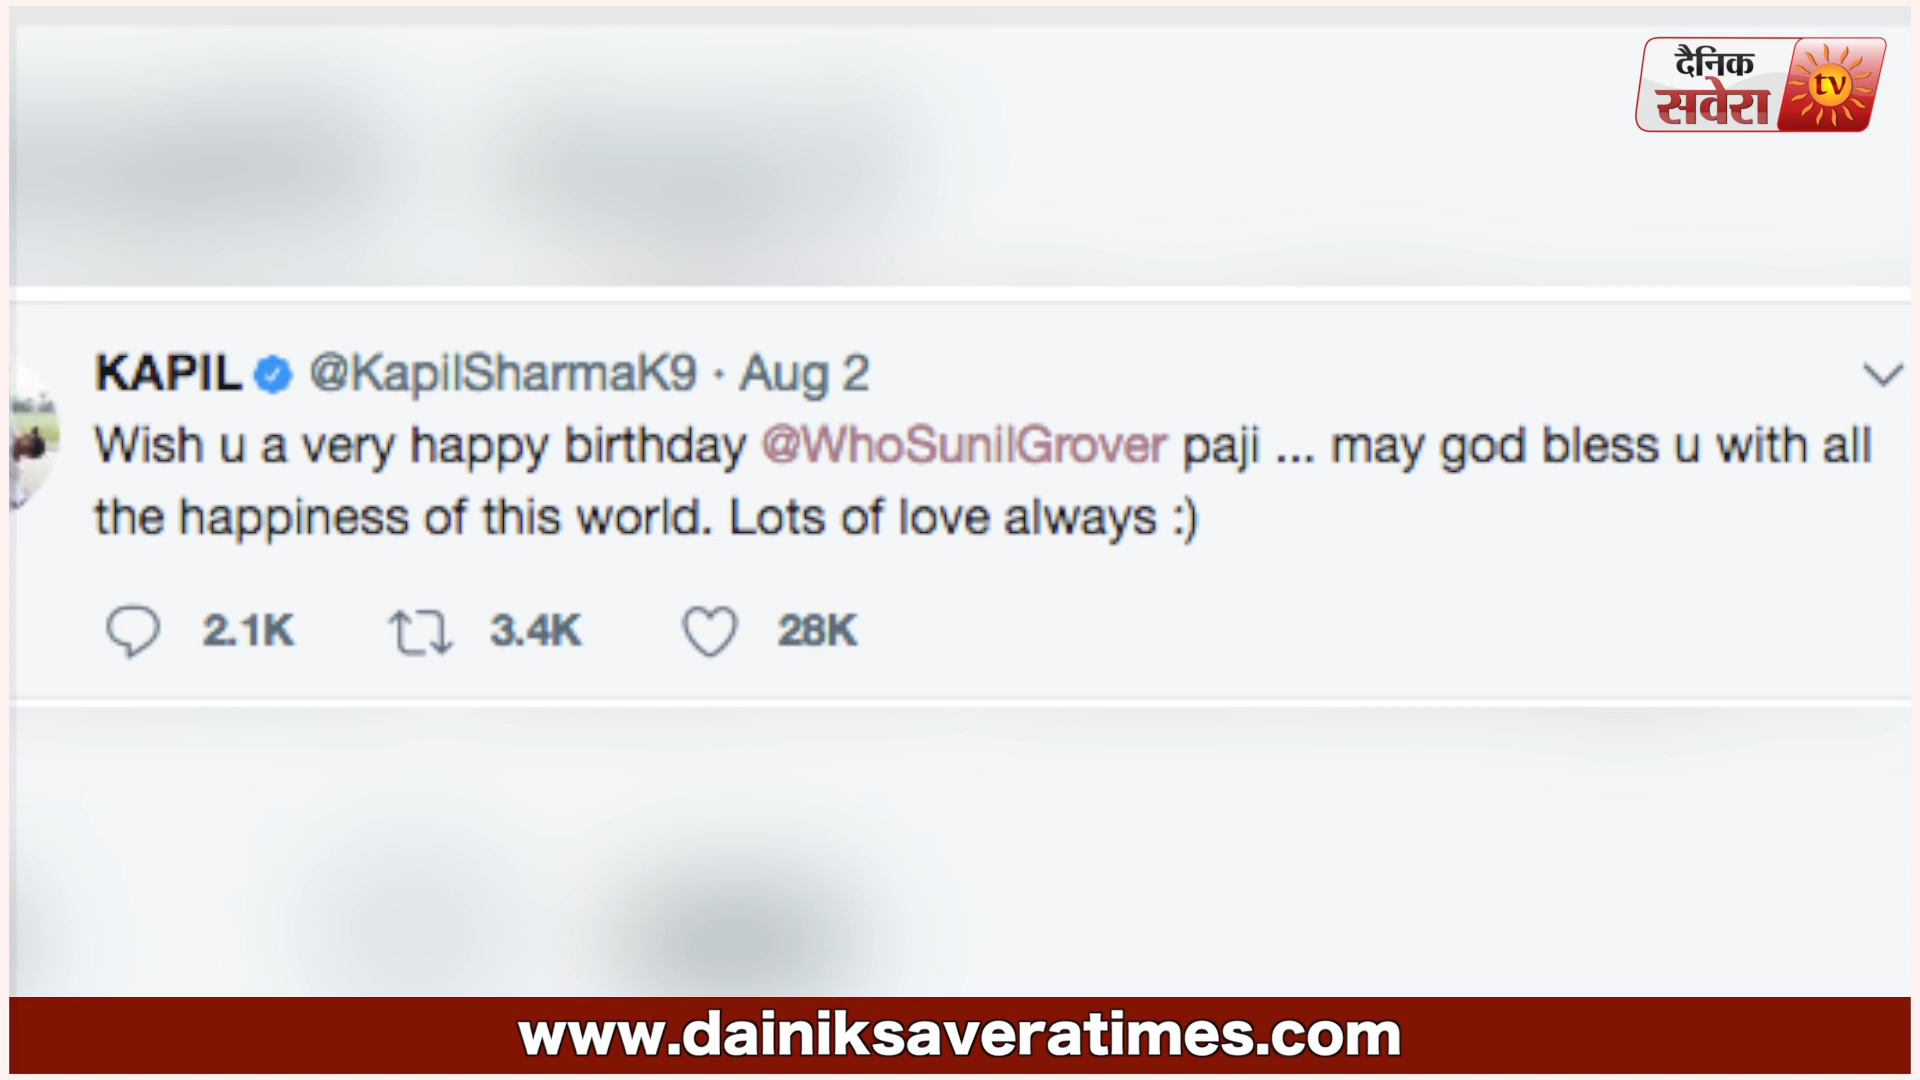 दैनिक
सवेरा
tv
KAPIL @KapilSharmaK9 · Aug 2
Wish u a very happy birthday @WhoSunilGrover paji ... may god bless u with all
the happiness of this world. Lots of love always :)
2.1K 3.4K 28K
www.dainiksaveratimes.com